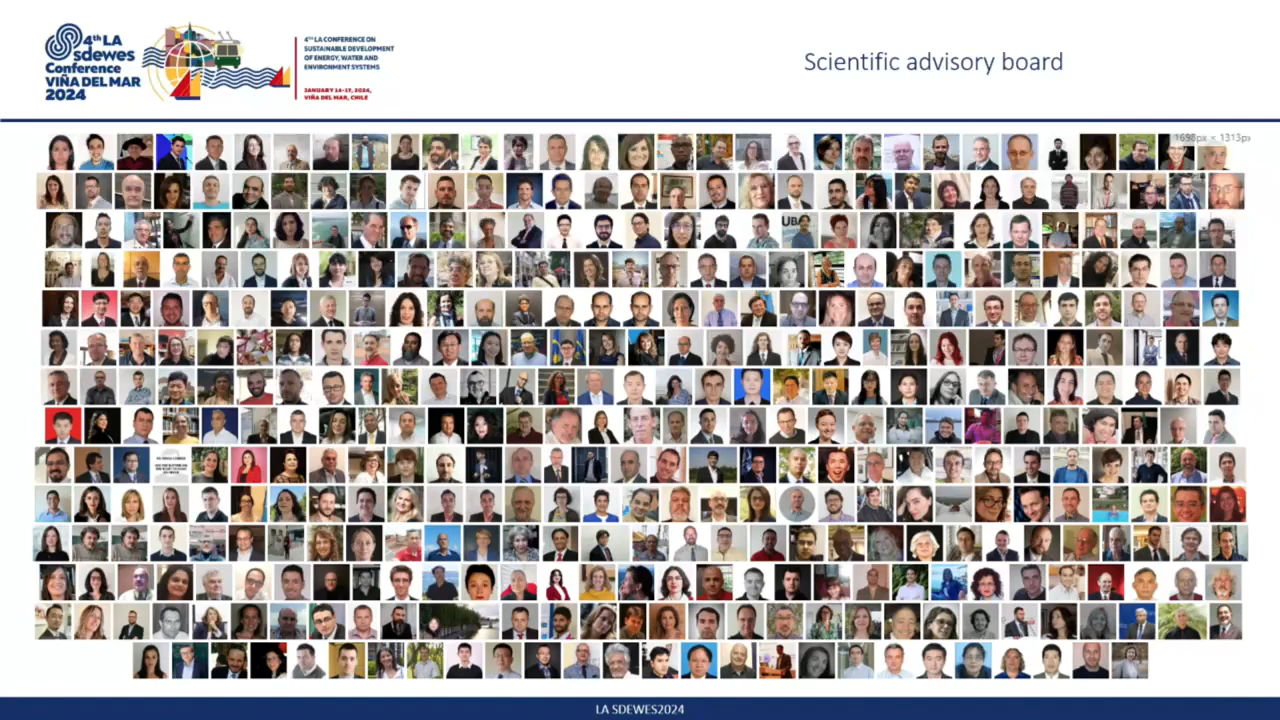 4th LA
sdewes
Conference
VIÑA DEL MAR
2024
4TH LA CONFERENCE ON
SUSTAINABLE DEVELOPMENT
OF ENERGY, WATER AND
ENVIRONMENT SYSTEMS
JANUARY 14-17, 2024,
VIÑA DEL MAR, CHILE
Scientific advisory board
1698px × 1313px
UBA
LA SDEWES2024